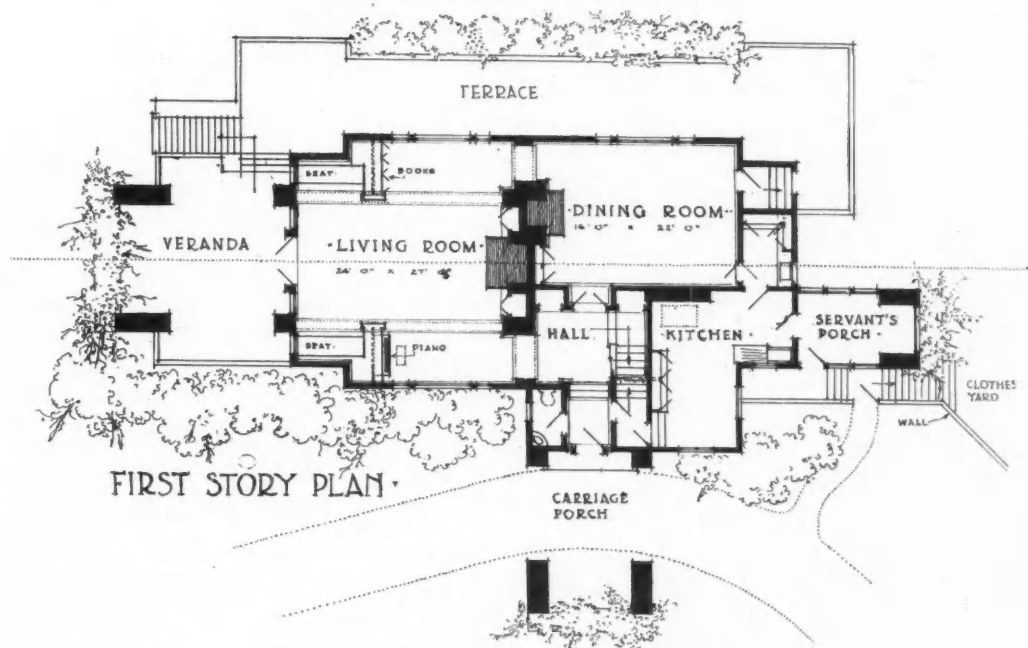 TERRACE
SEAT
BOOKS
DINING ROOM
VERANDA
LIVING ROOM
SEAT
PIANO
HALL
KITCHEN
SERVANT'S
PORCH
CLOTHES
YARD
WALL
FIRST STORY PLAN
CARRIAGE
PORCH